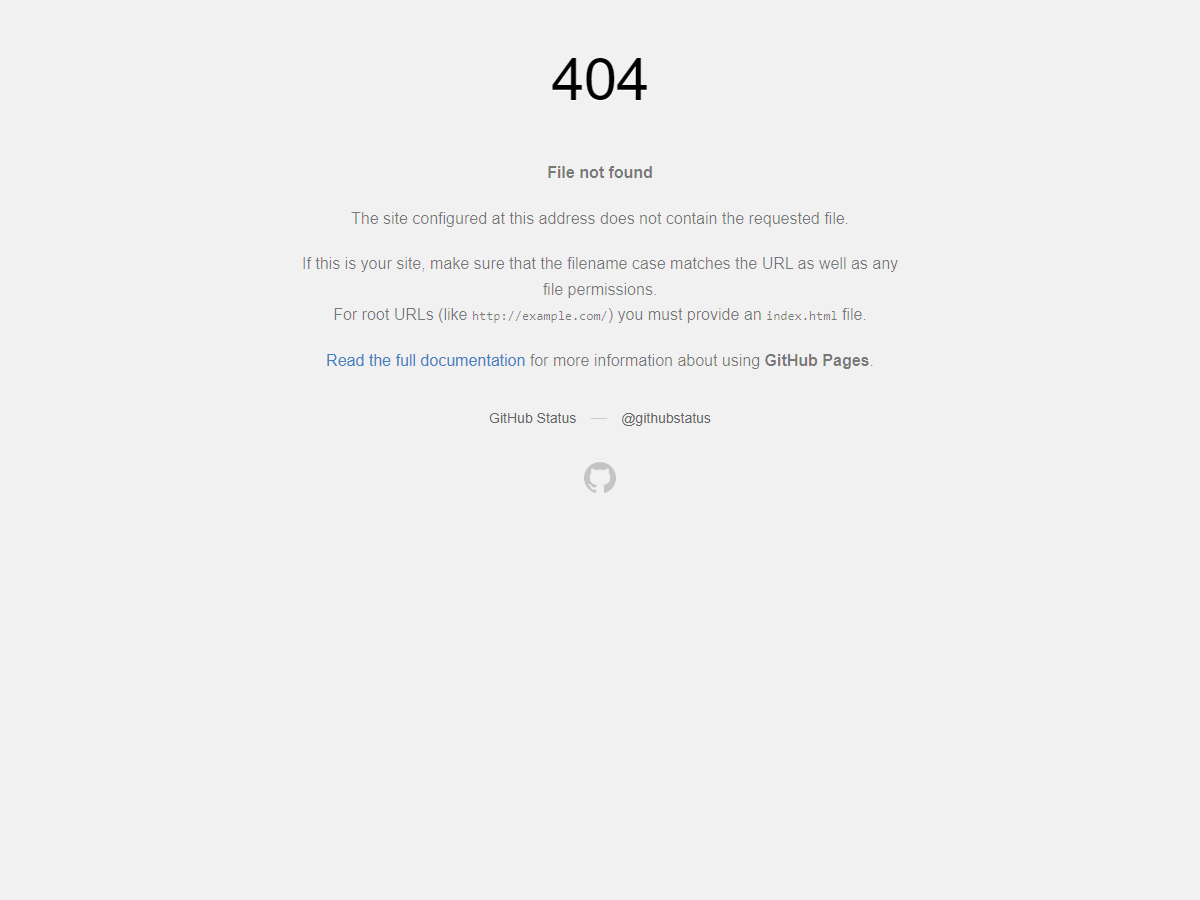 404
File not found
The site configured at this address does not contain the requested file.
If this is your site, make sure that the filename case matches the URL as well as any
file permissions.
For root URLs (like http://example.com/) you must provide an index.html file.
Read the full documentation for more information about using GitHub Pages.
GitHub Status — @githubstatus